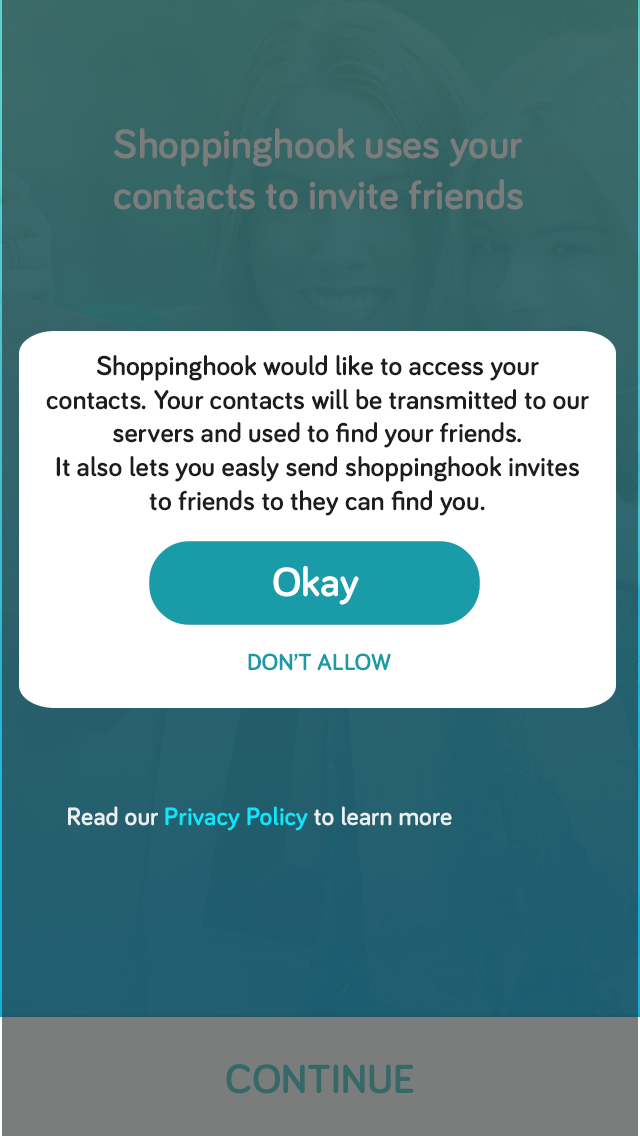 Shoppinghook uses your
contacts to invite friends
Shoppinghook would like to access your
contacts. Your contacts will be transmitted to our
servers and used to find your friends.
It also lets you easly send shoppinghook invites
to friends to they can find you.
Okay
DON'T ALLOW
Read our Privacy Policy to learn more
CONTINUE